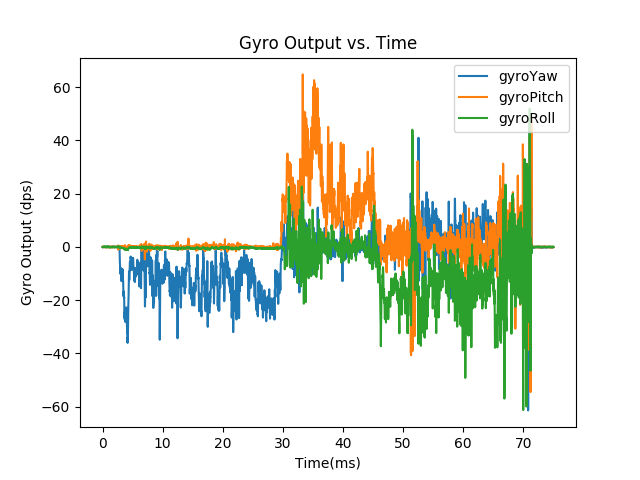 Gyro Output vs. Time
gyroYaw
gyroPitch
gyroRoll
60
40
20
0
−20
−40
−60
Gyro Output (dps)
0 10 20 30 40 50 60 70
Time(ms)